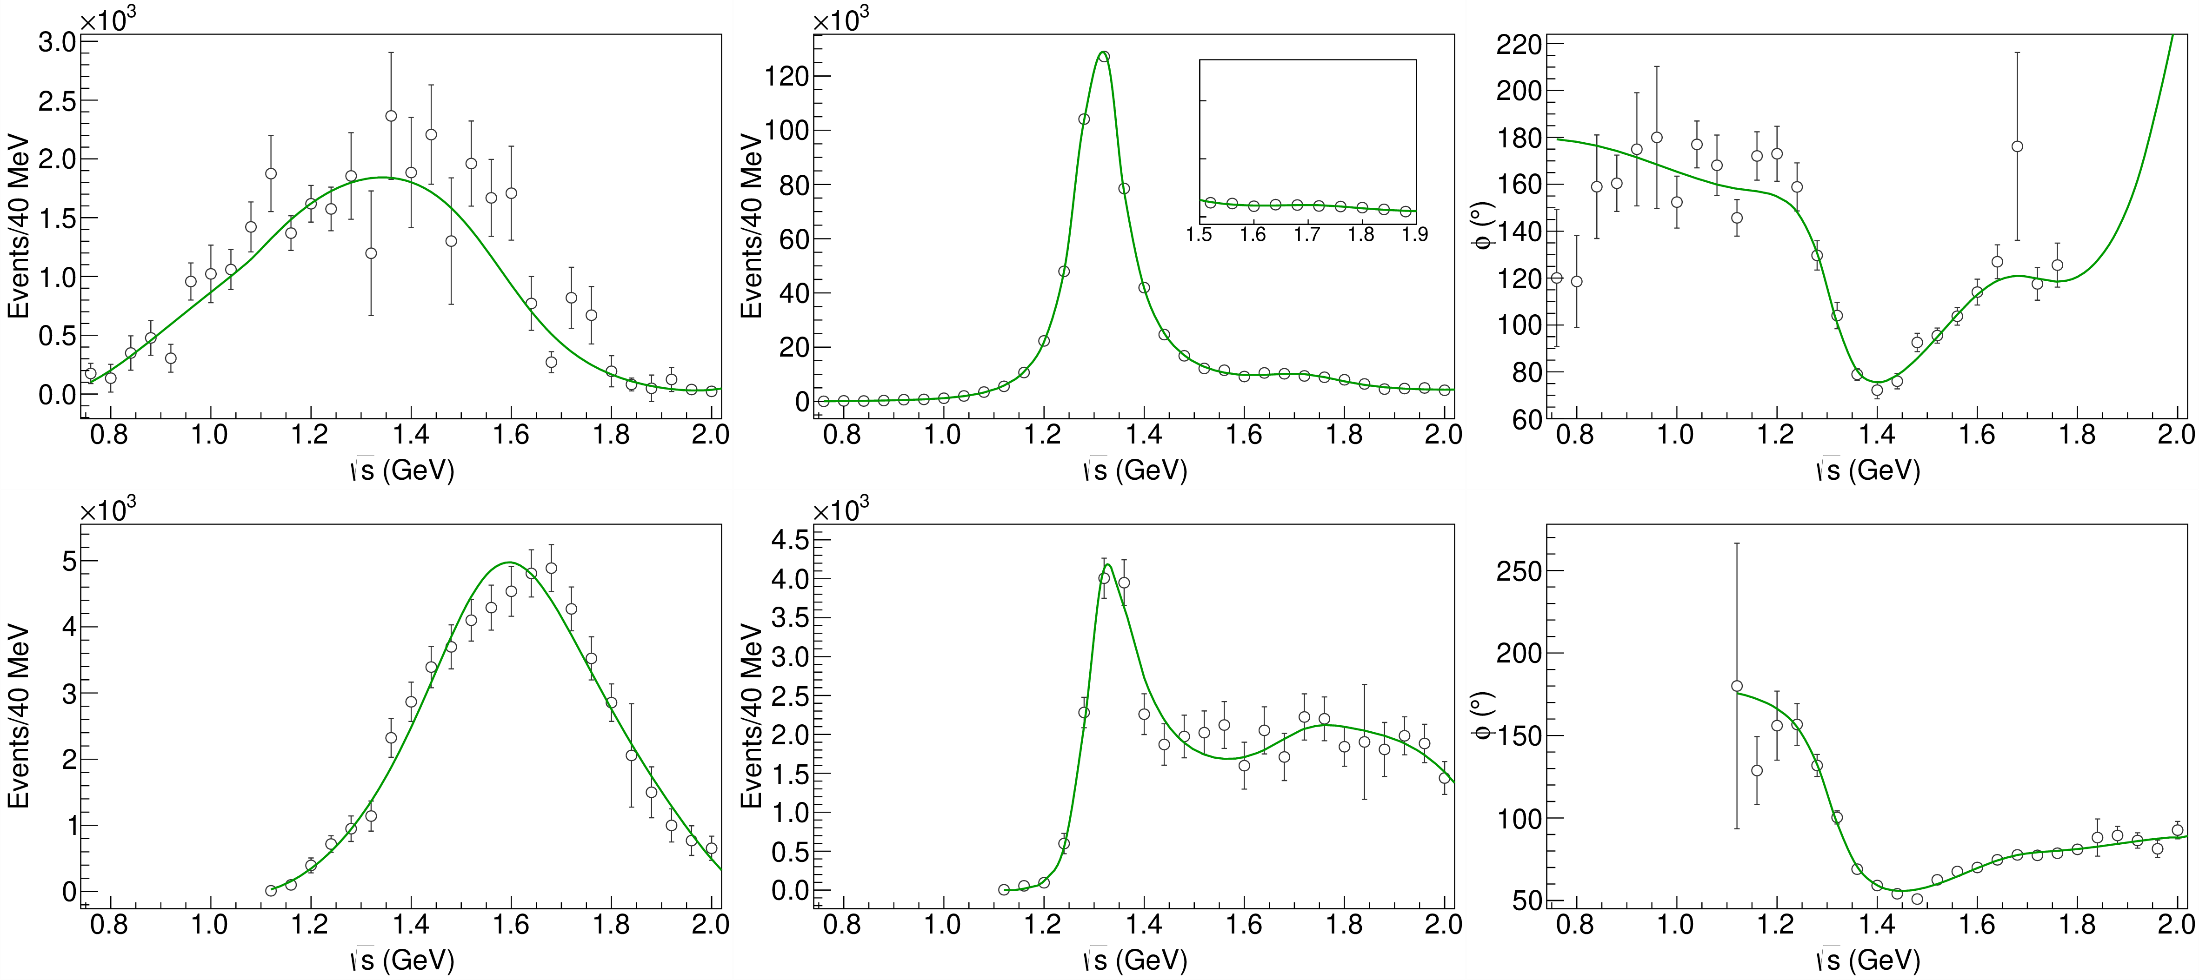 ×10³
3.0
2.5
2.0
1.5
1.0
0.5
0.0
Events/40 MeV
0.8 1.0 1.2 1.4 1.6 1.8 2.0
√s (GeV)
×10³
120
100
80
60
40
20
0
Events/40 MeV
1.5 1.6 1.7 1.8 1.9
0.8 1.0 1.2 1.4 1.6 1.8 2.0
√s (GeV)
220
200
180
160
140
120
100
80
60
ϕ (°)
0.8 1.0 1.2 1.4 1.6 1.8 2.0
√s (GeV)
×10³
5
4
3
2
1
0
Events/40 MeV
0.8 1.0 1.2 1.4 1.6 1.8 2.0
√s (GeV)
×10³
4.5
4.0
3.5
3.0
2.5
2.0
1.5
1.0
0.5
0.0
Events/40 MeV
0.8 1.0 1.2 1.4 1.6 1.8 2.0
√s (GeV)
250
200
150
100
50
ϕ (°)
0.8 1.0 1.2 1.4 1.6 1.8 2.0
√s (GeV)